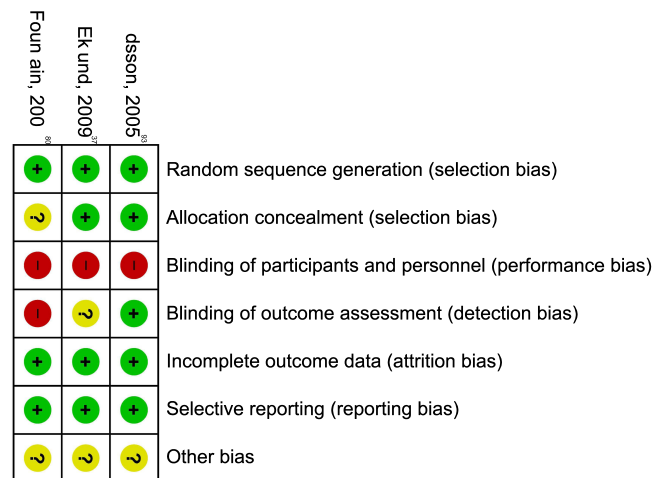 Foun ain, 200 80
Ek und, 2009 37
dsson, 2005 93
+ + + Random sequence generation (selection bias)
? + + Allocation concealment (selection bias)
– – – Blinding of participants and personnel (performance bias)
– ? + Blinding of outcome assessment (detection bias)
+ + + Incomplete outcome data (attrition bias)
+ + + Selective reporting (reporting bias)
? ? ? Other bias